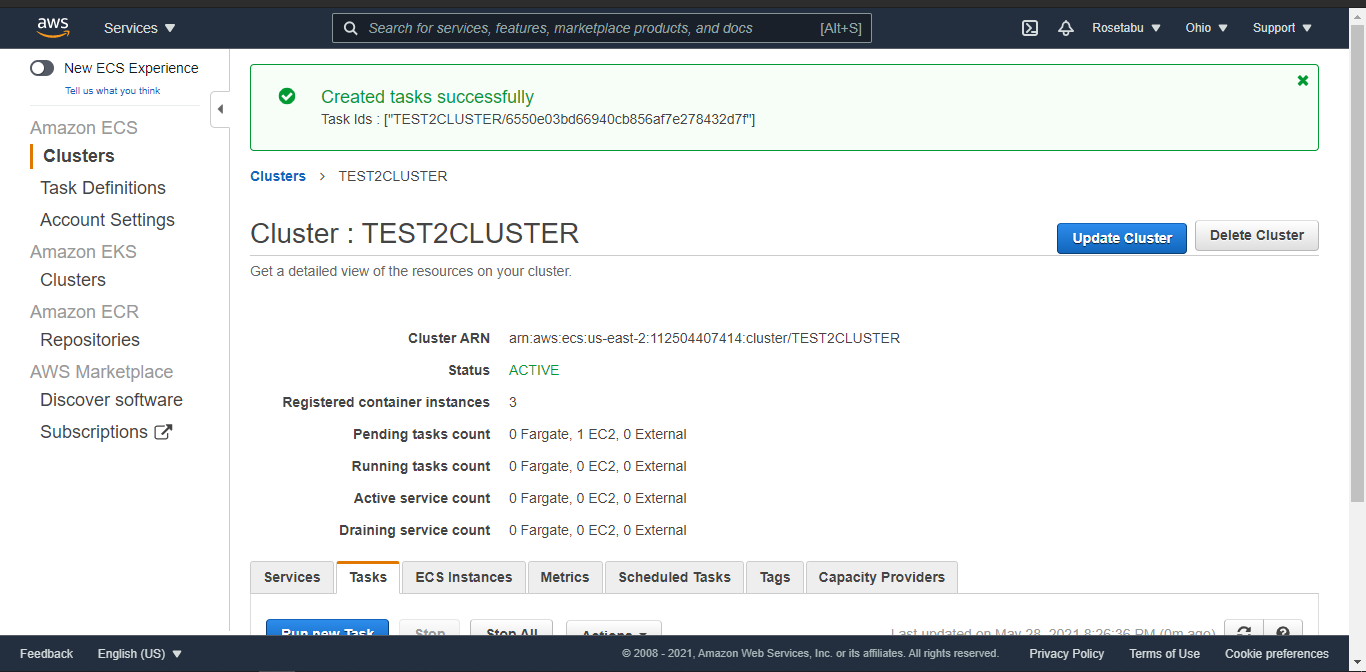 aws Services Search for services, features, marketplace products, and docs [Alt+S] Rosetabu Ohio Support
New ECS Experience
Tell us what you think
Amazon ECS
Clusters
Task Definitions
Account Settings
Amazon EKS
Clusters
Amazon ECR
Repositories
AWS Marketplace
Discover software
Subscriptions
Created tasks successfully
Task Ids : ["TEST2CLUSTER/6550e03bd66940cb856af7e278432d7f"]
Clusters > TEST2CLUSTER
Cluster : TEST2CLUSTER
Update Cluster Delete Cluster
Get a detailed view of the resources on your cluster.
Cluster ARN arn:aws:ecs:us-east-2:112504407414:cluster/TEST2CLUSTER
Status ACTIVE
Registered container instances 3
Pending tasks count 0 Fargate, 1 EC2, 0 External
Running tasks count 0 Fargate, 0 EC2, 0 External
Active service count 0 Fargate, 0 EC2, 0 External
Draining service count 0 Fargate, 0 EC2, 0 External
Services Tasks ECS Instances Metrics Scheduled Tasks Tags Capacity Providers
Run new Task Stop Stop All Actions Last updated on May 28, 2021 8:26:36 PM (0m ago)
Feedback English (US) © 2008 - 2021, Amazon Web Services, Inc. or its affiliates. All rights reserved. Privacy Policy Terms of Use Cookie preferences